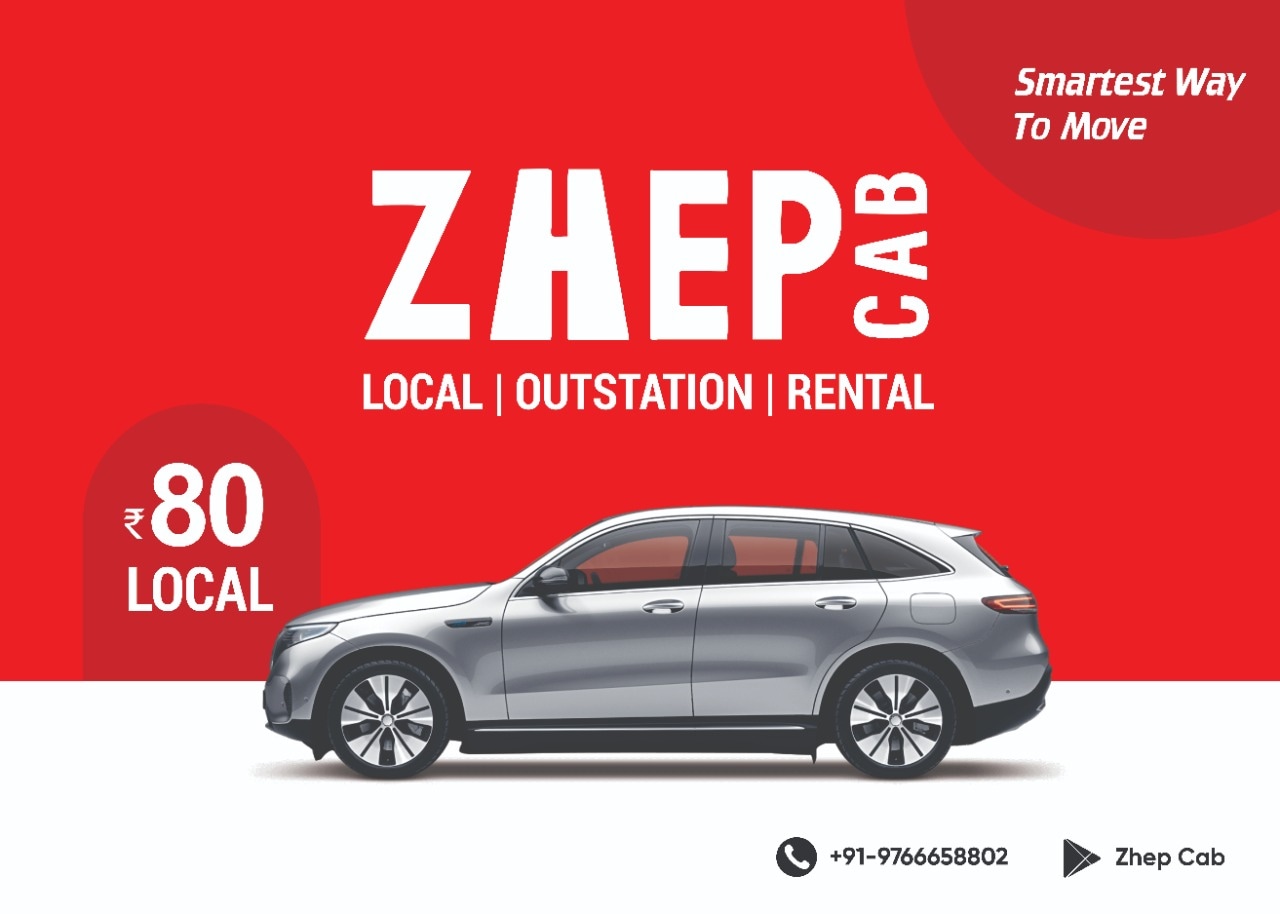 Smartest Way
To Move
ZHEP CAB
LOCAL | OUTSTATION | RENTAL
₹80
LOCAL
+91-9766658802
Zhep Cab